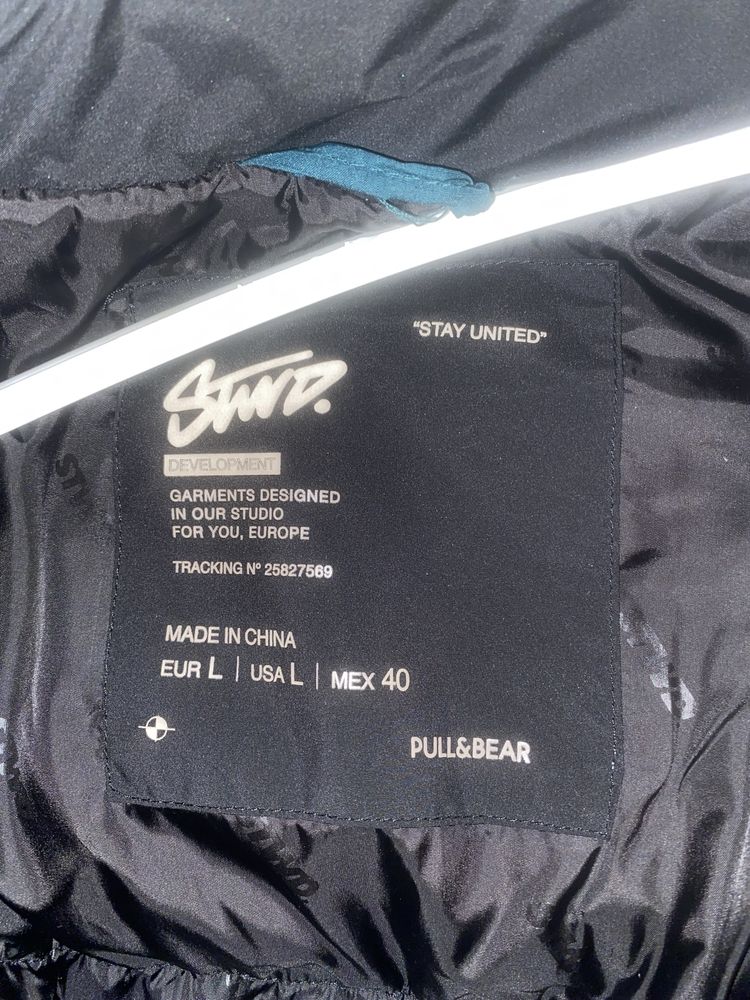 "STAY UNITED"
STWD.
DEVELOPMENT
GARMENTS DESIGNED
IN OUR STUDIO
FOR YOU, EUROPE
TRACKING Nº 25827569
MADE IN CHINA
EUR L | USA L | MEX 40
PULL&BEAR
STWD.